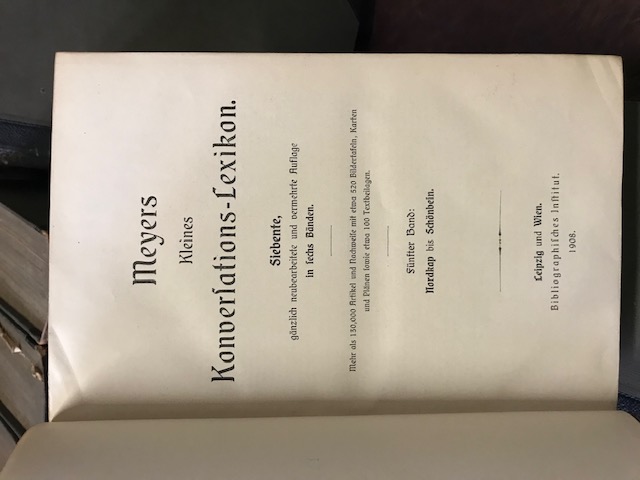 Meyers
Kleines
Konverſations-Lexikon.
Siebente,
gänzlich neubearbeitete und vermehrte Auflage
in ſechs Bänden.
Mehr als 130,000 Artikel und Nachweiſe mit etwa 520 Bildertafeln, Karten
und Plänen ſowie etwa 100 Textbeilagen.
Fünfter Band:
Nordkap bis Schönbein.
Leipzig und Wien.
Bibliographiſches Inſtitut.
1908.